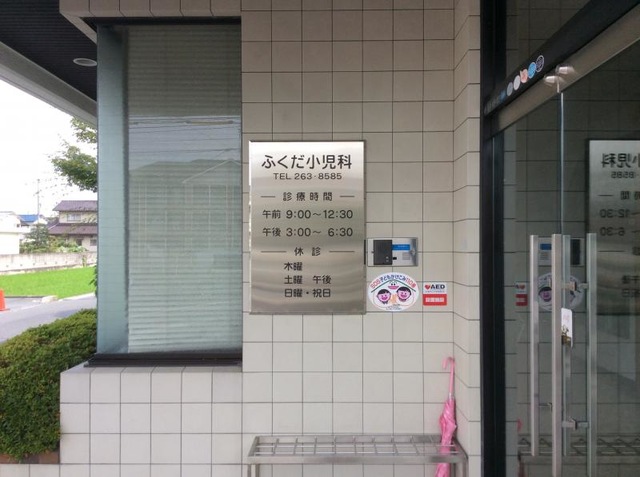 ふくだ小児科
TEL 263-8585
診療時間
午前 9:00〜12:30
午後 3:00〜 6:30
休診
木曜
土曜 午後
日曜・祝日
AED